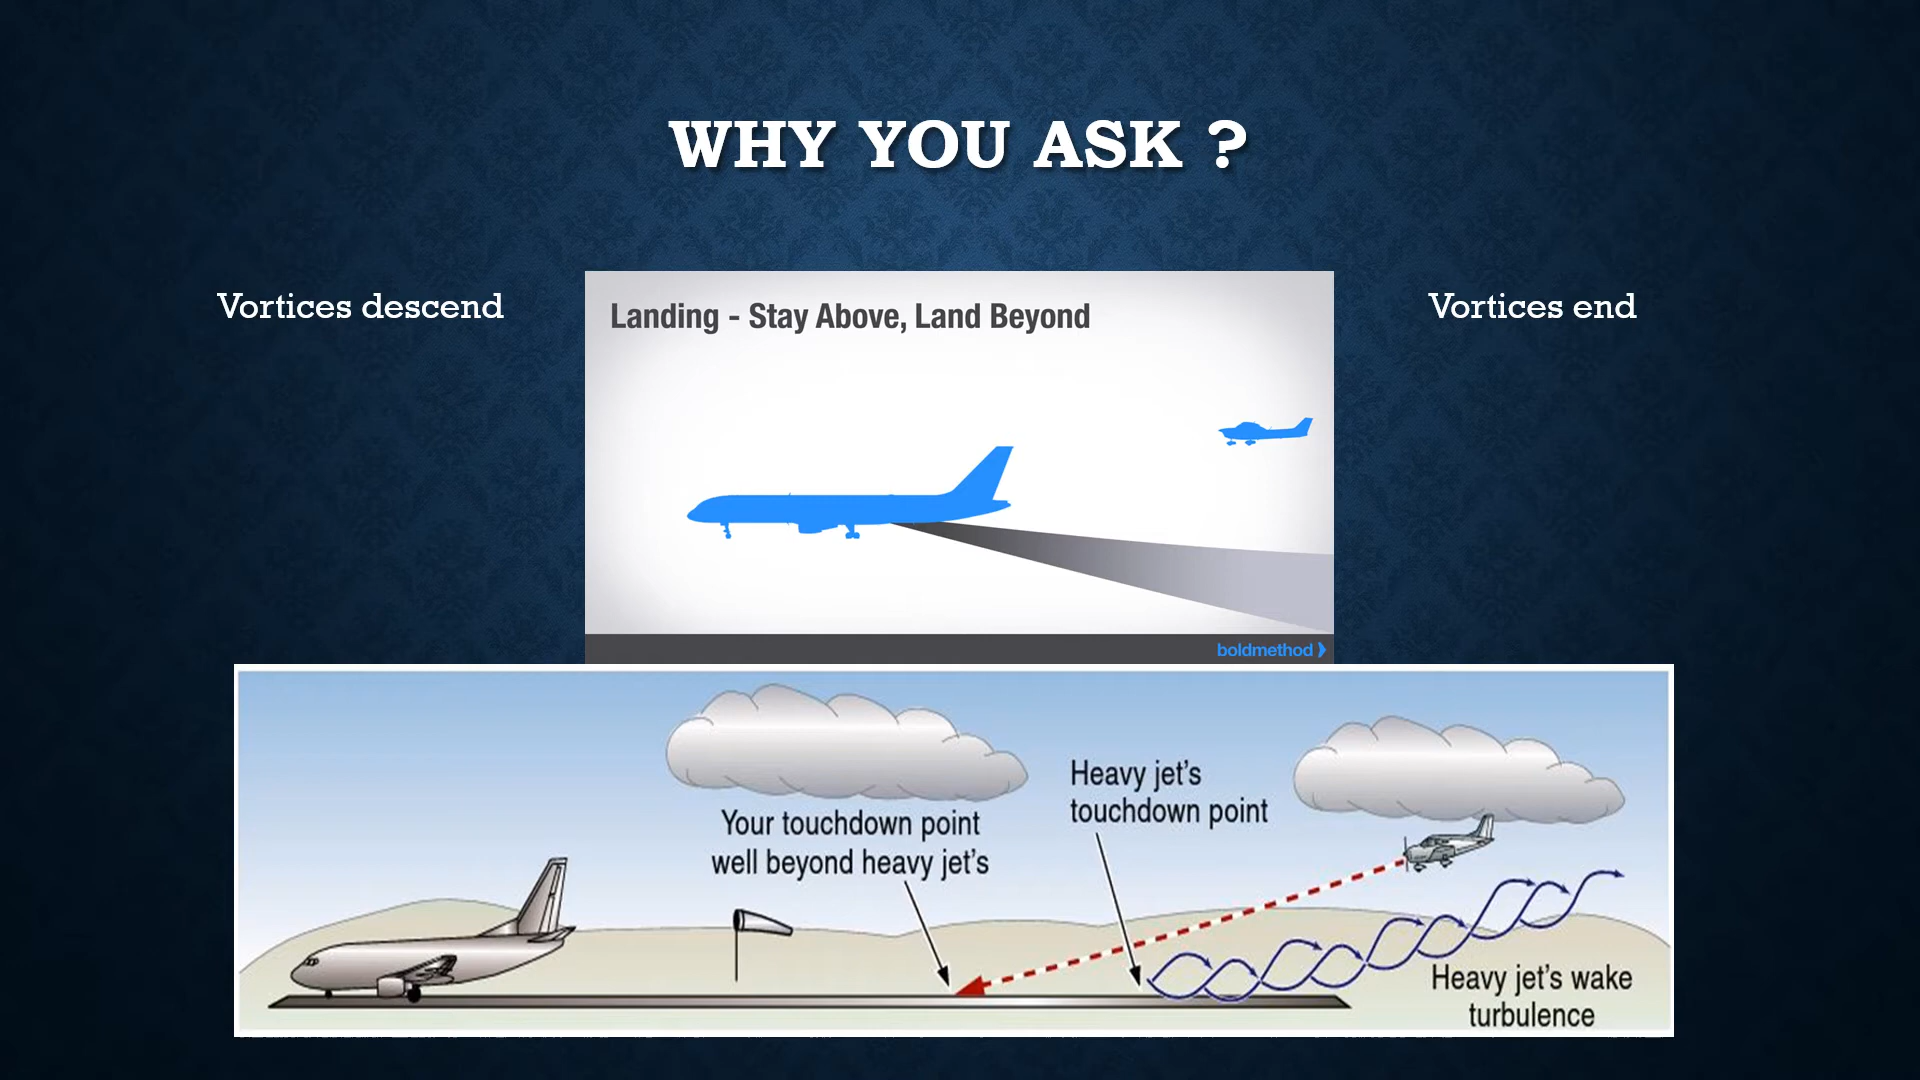 WHY YOU ASK ?
Vortices descend
Landing - Stay Above, Land Beyond
Vortices end
boldmethod
Your touchdown point
well beyond heavy jet's
Heavy jet's
touchdown point
Heavy jet's wake
turbulence